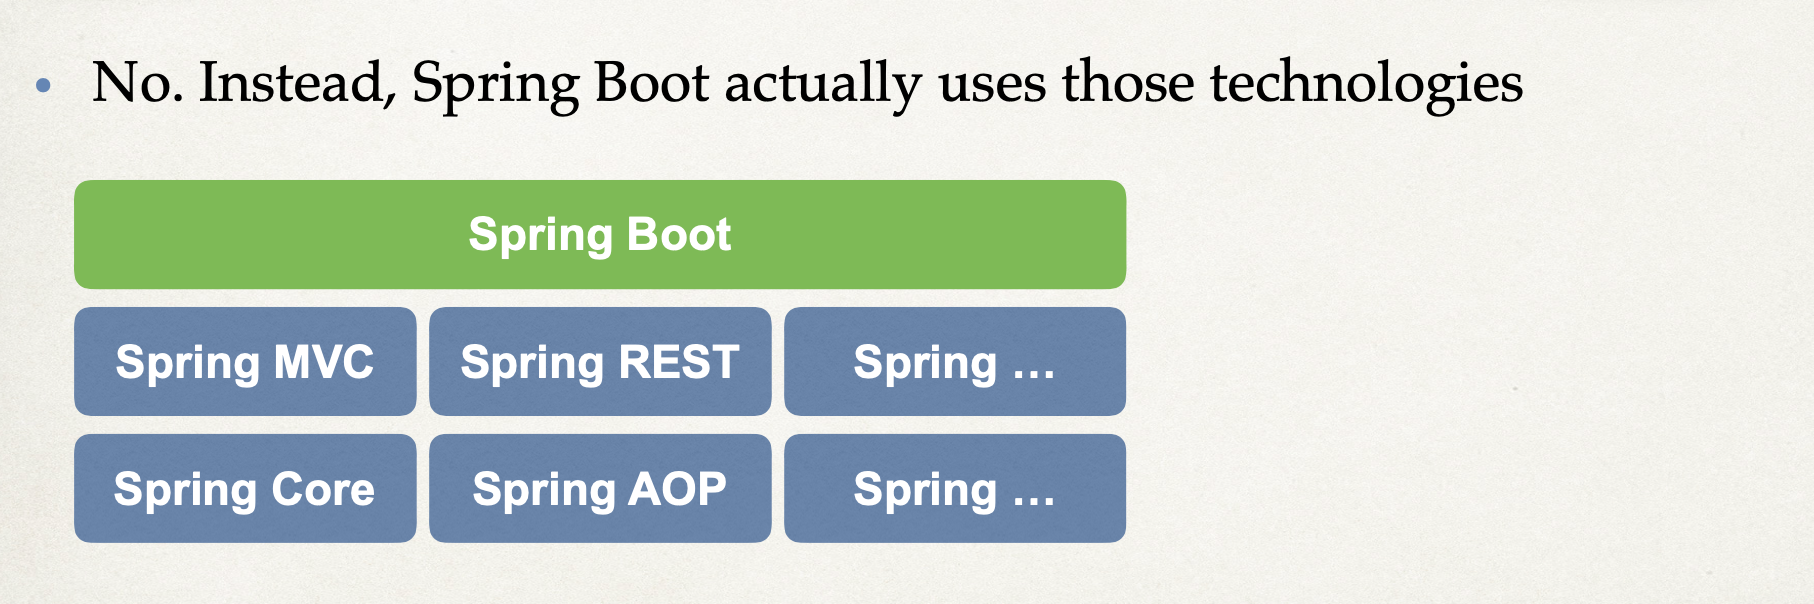 • No. Instead, Spring Boot actually uses those technologies
Spring Boot
Spring MVC
Spring REST
Spring …
Spring Core
Spring AOP
Spring …